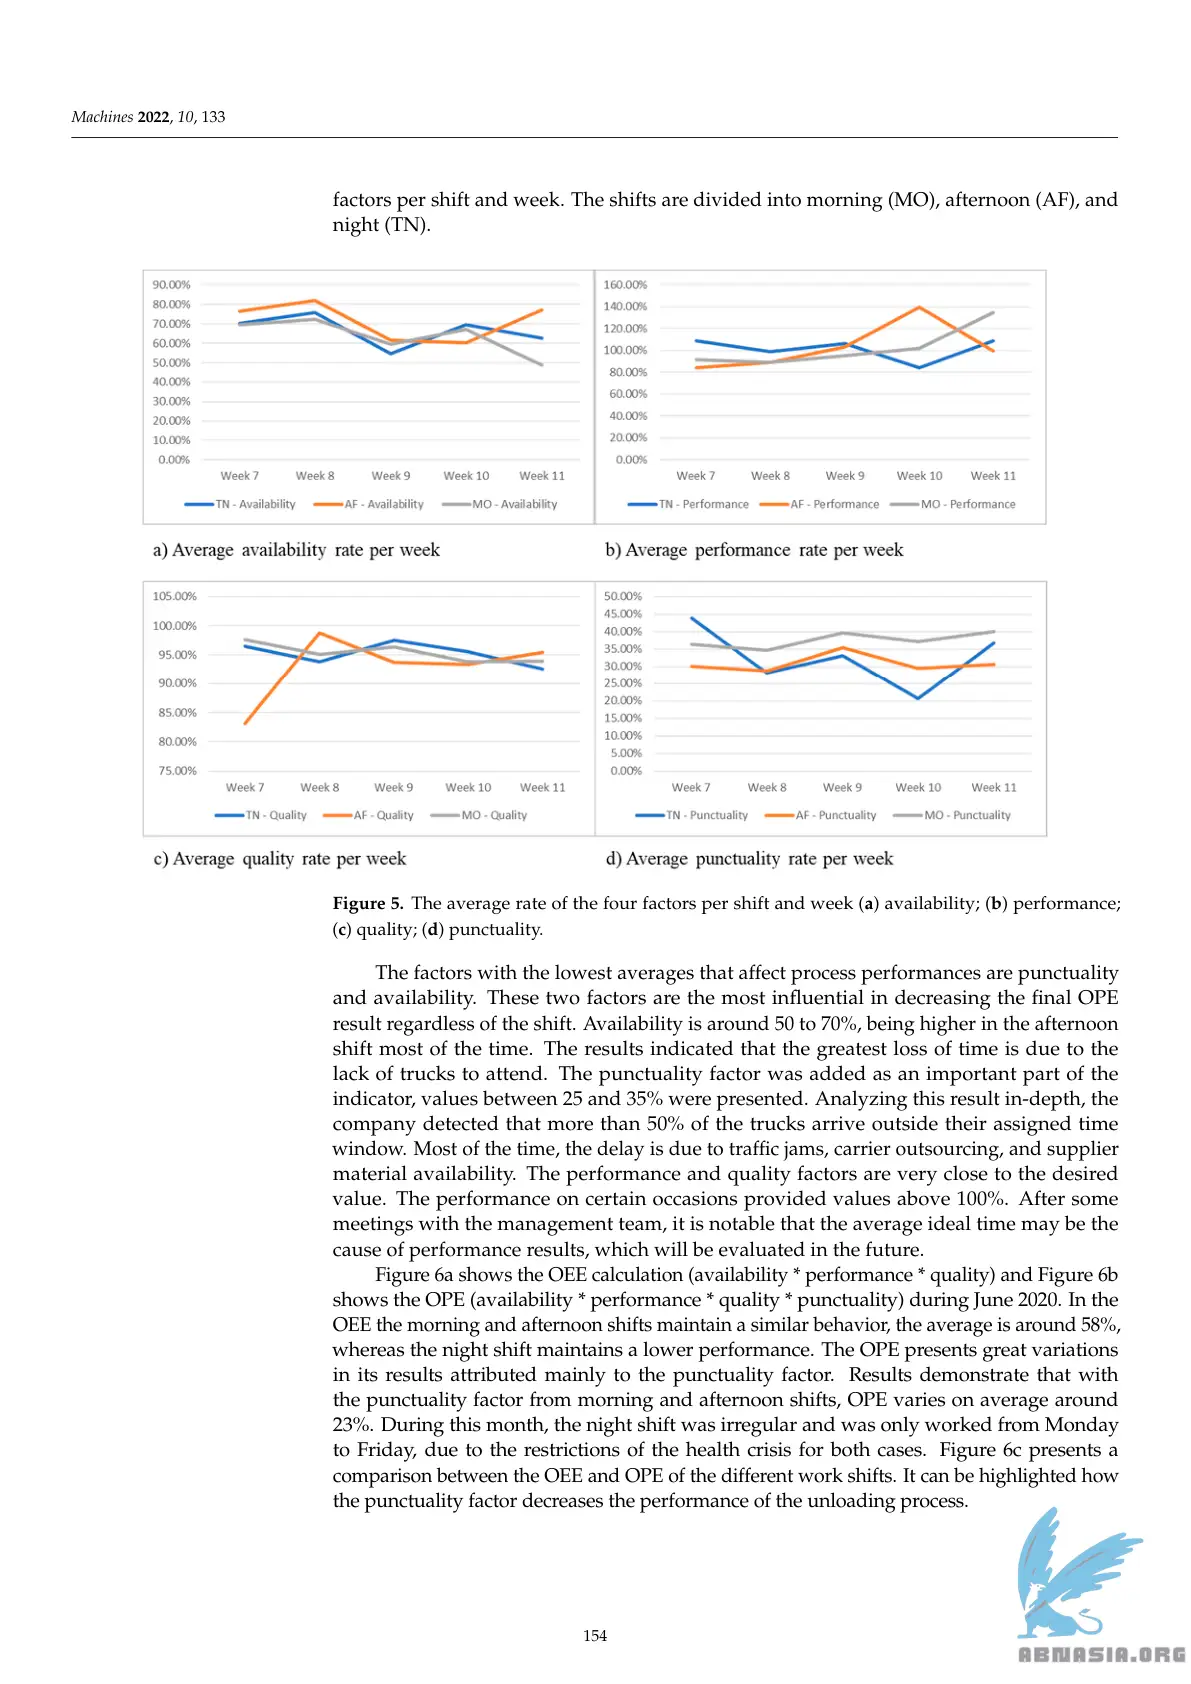 Machines 2022, 10, 133
factors per shift and week. The shifts are divided into morning (MO), afternoon (AF), and
night (TN).
90.00%
80.00%
70.00%
60.00%
50.00%
40.00%
30.00%
20.00%
10.00%
0.00%
Week 7 Week 8 Week 9 Week 10 Week 11
TN - Availability AF - Availability MO - Availability
160.00%
140.00%
120.00%
100.00%
80.00%
60.00%
40.00%
20.00%
0.00%
Week 7 Week 8 Week 9 Week 10 Week 11
TN - Performance AF - Performance MO - Performance
a) Average availability rate per week
b) Average performance rate per week
105.00%
100.00%
95.00%
90.00%
85.00%
80.00%
75.00%
Week 7 Week 8 Week 9 Week 10 Week 11
TN - Quality AF - Quality MO - Quality
50.00%
45.00%
40.00%
35.00%
30.00%
25.00%
20.00%
15.00%
10.00%
5.00%
0.00%
Week 7 Week 8 Week 9 Week 10 Week 11
TN - Punctuality AF - Punctuality MO - Punctuality
c) Average quality rate per week
d) Average punctuality rate per week
Figure 5. The average rate of the four factors per shift and week (a) availability; (b) performance;
(c) quality; (d) punctuality.
The factors with the lowest averages that affect process performances are punctuality
and availability. These two factors are the most influential in decreasing the final OPE
result regardless of the shift. Availability is around 50 to 70%, being higher in the afternoon
shift most of the time. The results indicated that the greatest loss of time is due to the
lack of trucks to attend. The punctuality factor was added as an important part of the
indicator, values between 25 and 35% were presented. Analyzing this result in-depth, the
company detected that more than 50% of the trucks arrive outside their assigned time
window. Most of the time, the delay is due to traffic jams, carrier outsourcing, and supplier
material availability. The performance and quality factors are very close to the desired
value. The performance on certain occasions provided values above 100%. After some
meetings with the management team, it is notable that the average ideal time may be the
cause of performance results, which will be evaluated in the future.
Figure 6a shows the OEE calculation (availability * performance * quality) and Figure 6b
shows the OPE (availability * performance * quality * punctuality) during June 2020. In the
OEE the morning and afternoon shifts maintain a similar behavior, the average is around 58%,
whereas the night shift maintains a lower performance. The OPE presents great variations
in its results attributed mainly to the punctuality factor. Results demonstrate that with
the punctuality factor from morning and afternoon shifts, OPE varies on average around
23%. During this month, the night shift was irregular and was only worked from Monday
to Friday, due to the restrictions of the health crisis for both cases. Figure 6c presents a
comparison between the OEE and OPE of the different work shifts. It can be highlighted how
the punctuality factor decreases the performance of the unloading process.
154
ABNASIA.ORG